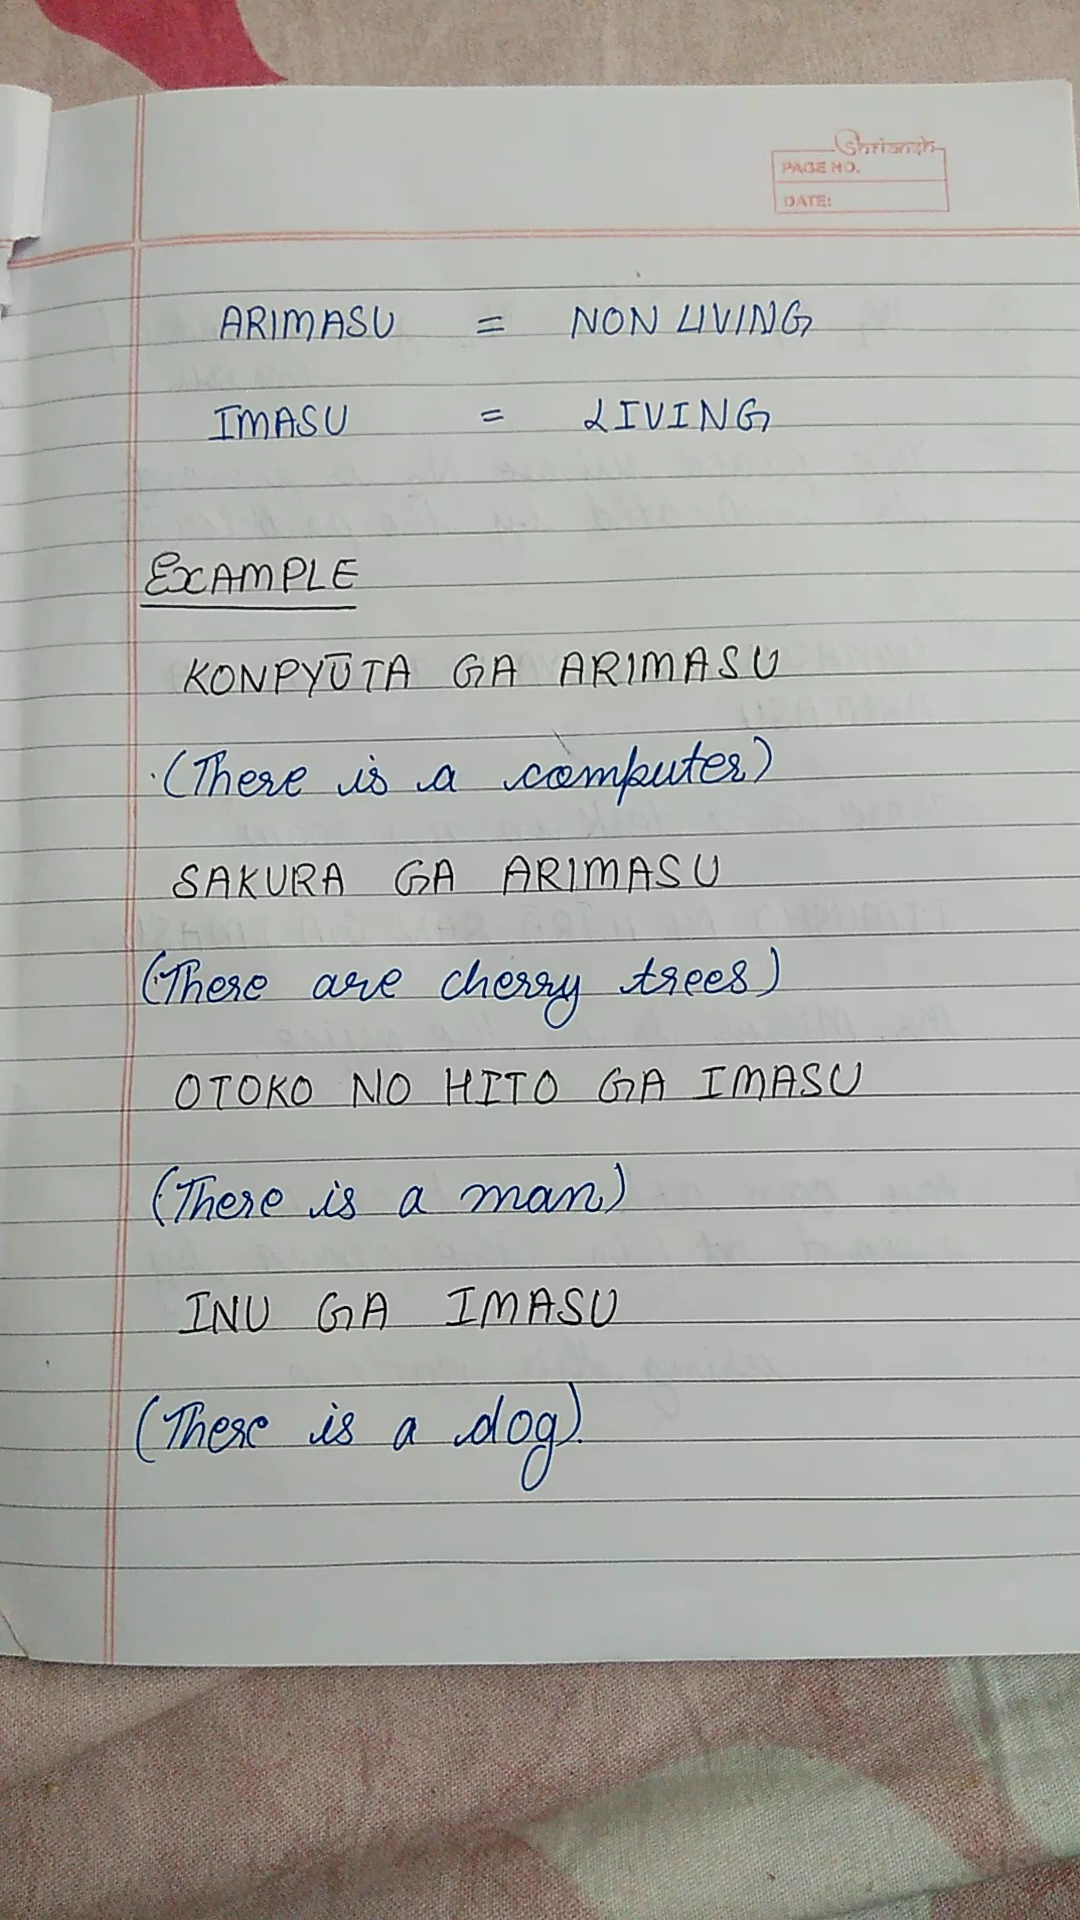 Shriansh
PAGE NO.
DATE:
ARIMASU = NON LIVING
IMASU = LIVING
EXAMPLE
KONPYŪTA GA ARIMASU
(There is a computer)
SAKURA GA ARIMASU
(There are cherry trees)
OTOKO NO HITO GA IMASU
(There is a man)
INU GA IMASU
(There is a dog).